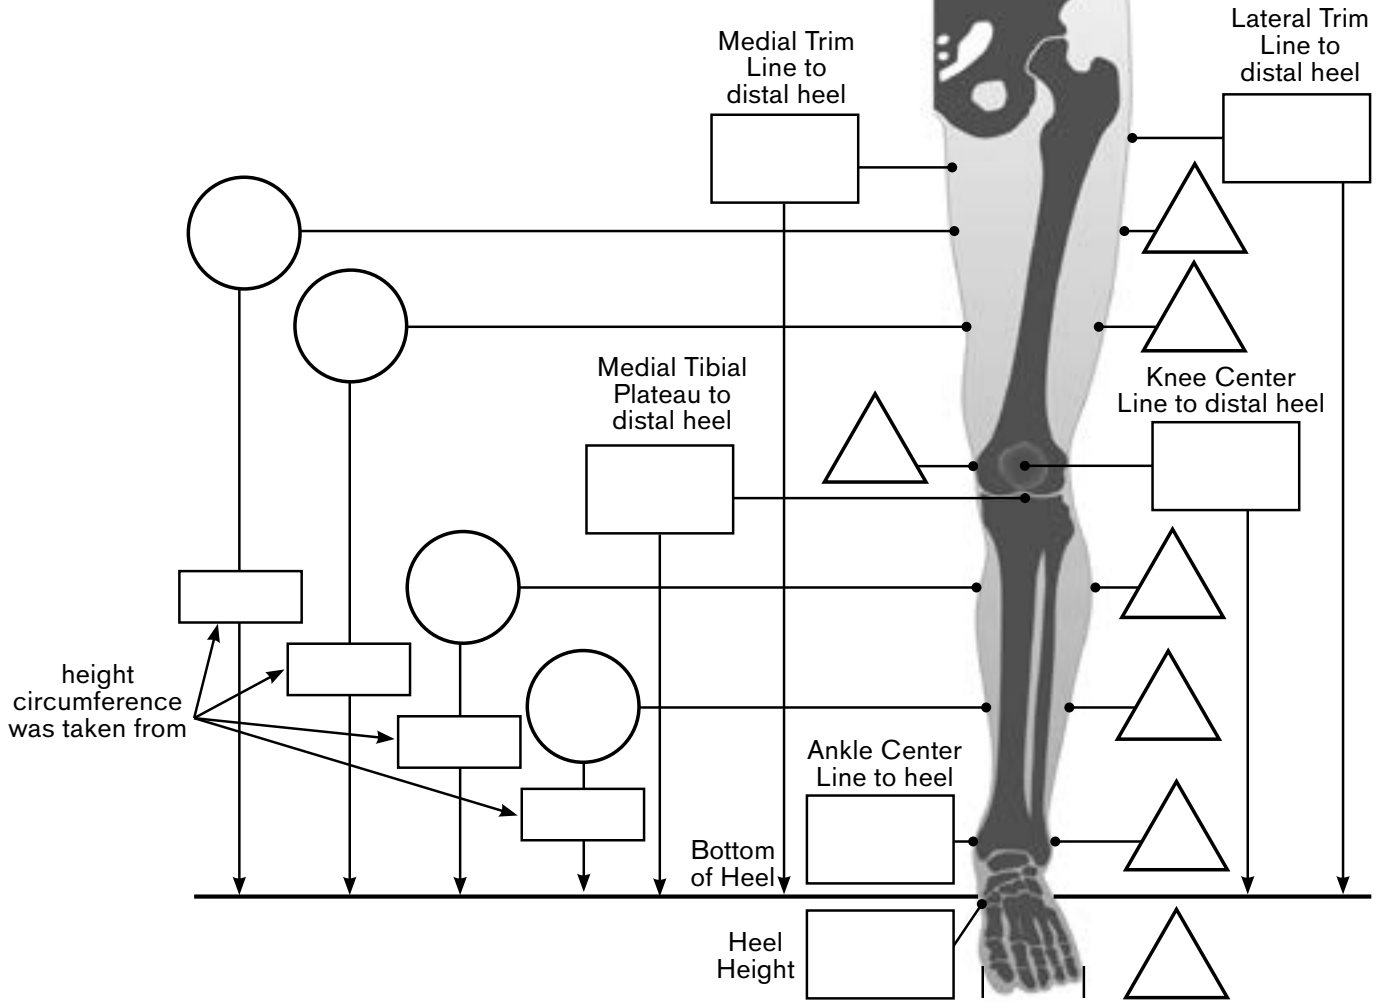 Lateral Trim
Line to
distal heel
Medial Trim
Line to
distal heel
Medial Tibial
Plateau to
distal heel
Knee Center
Line to distal heel
height
circumference
was taken from
Ankle Center
Line to heel
Bottom
of Heel
Heel
Height